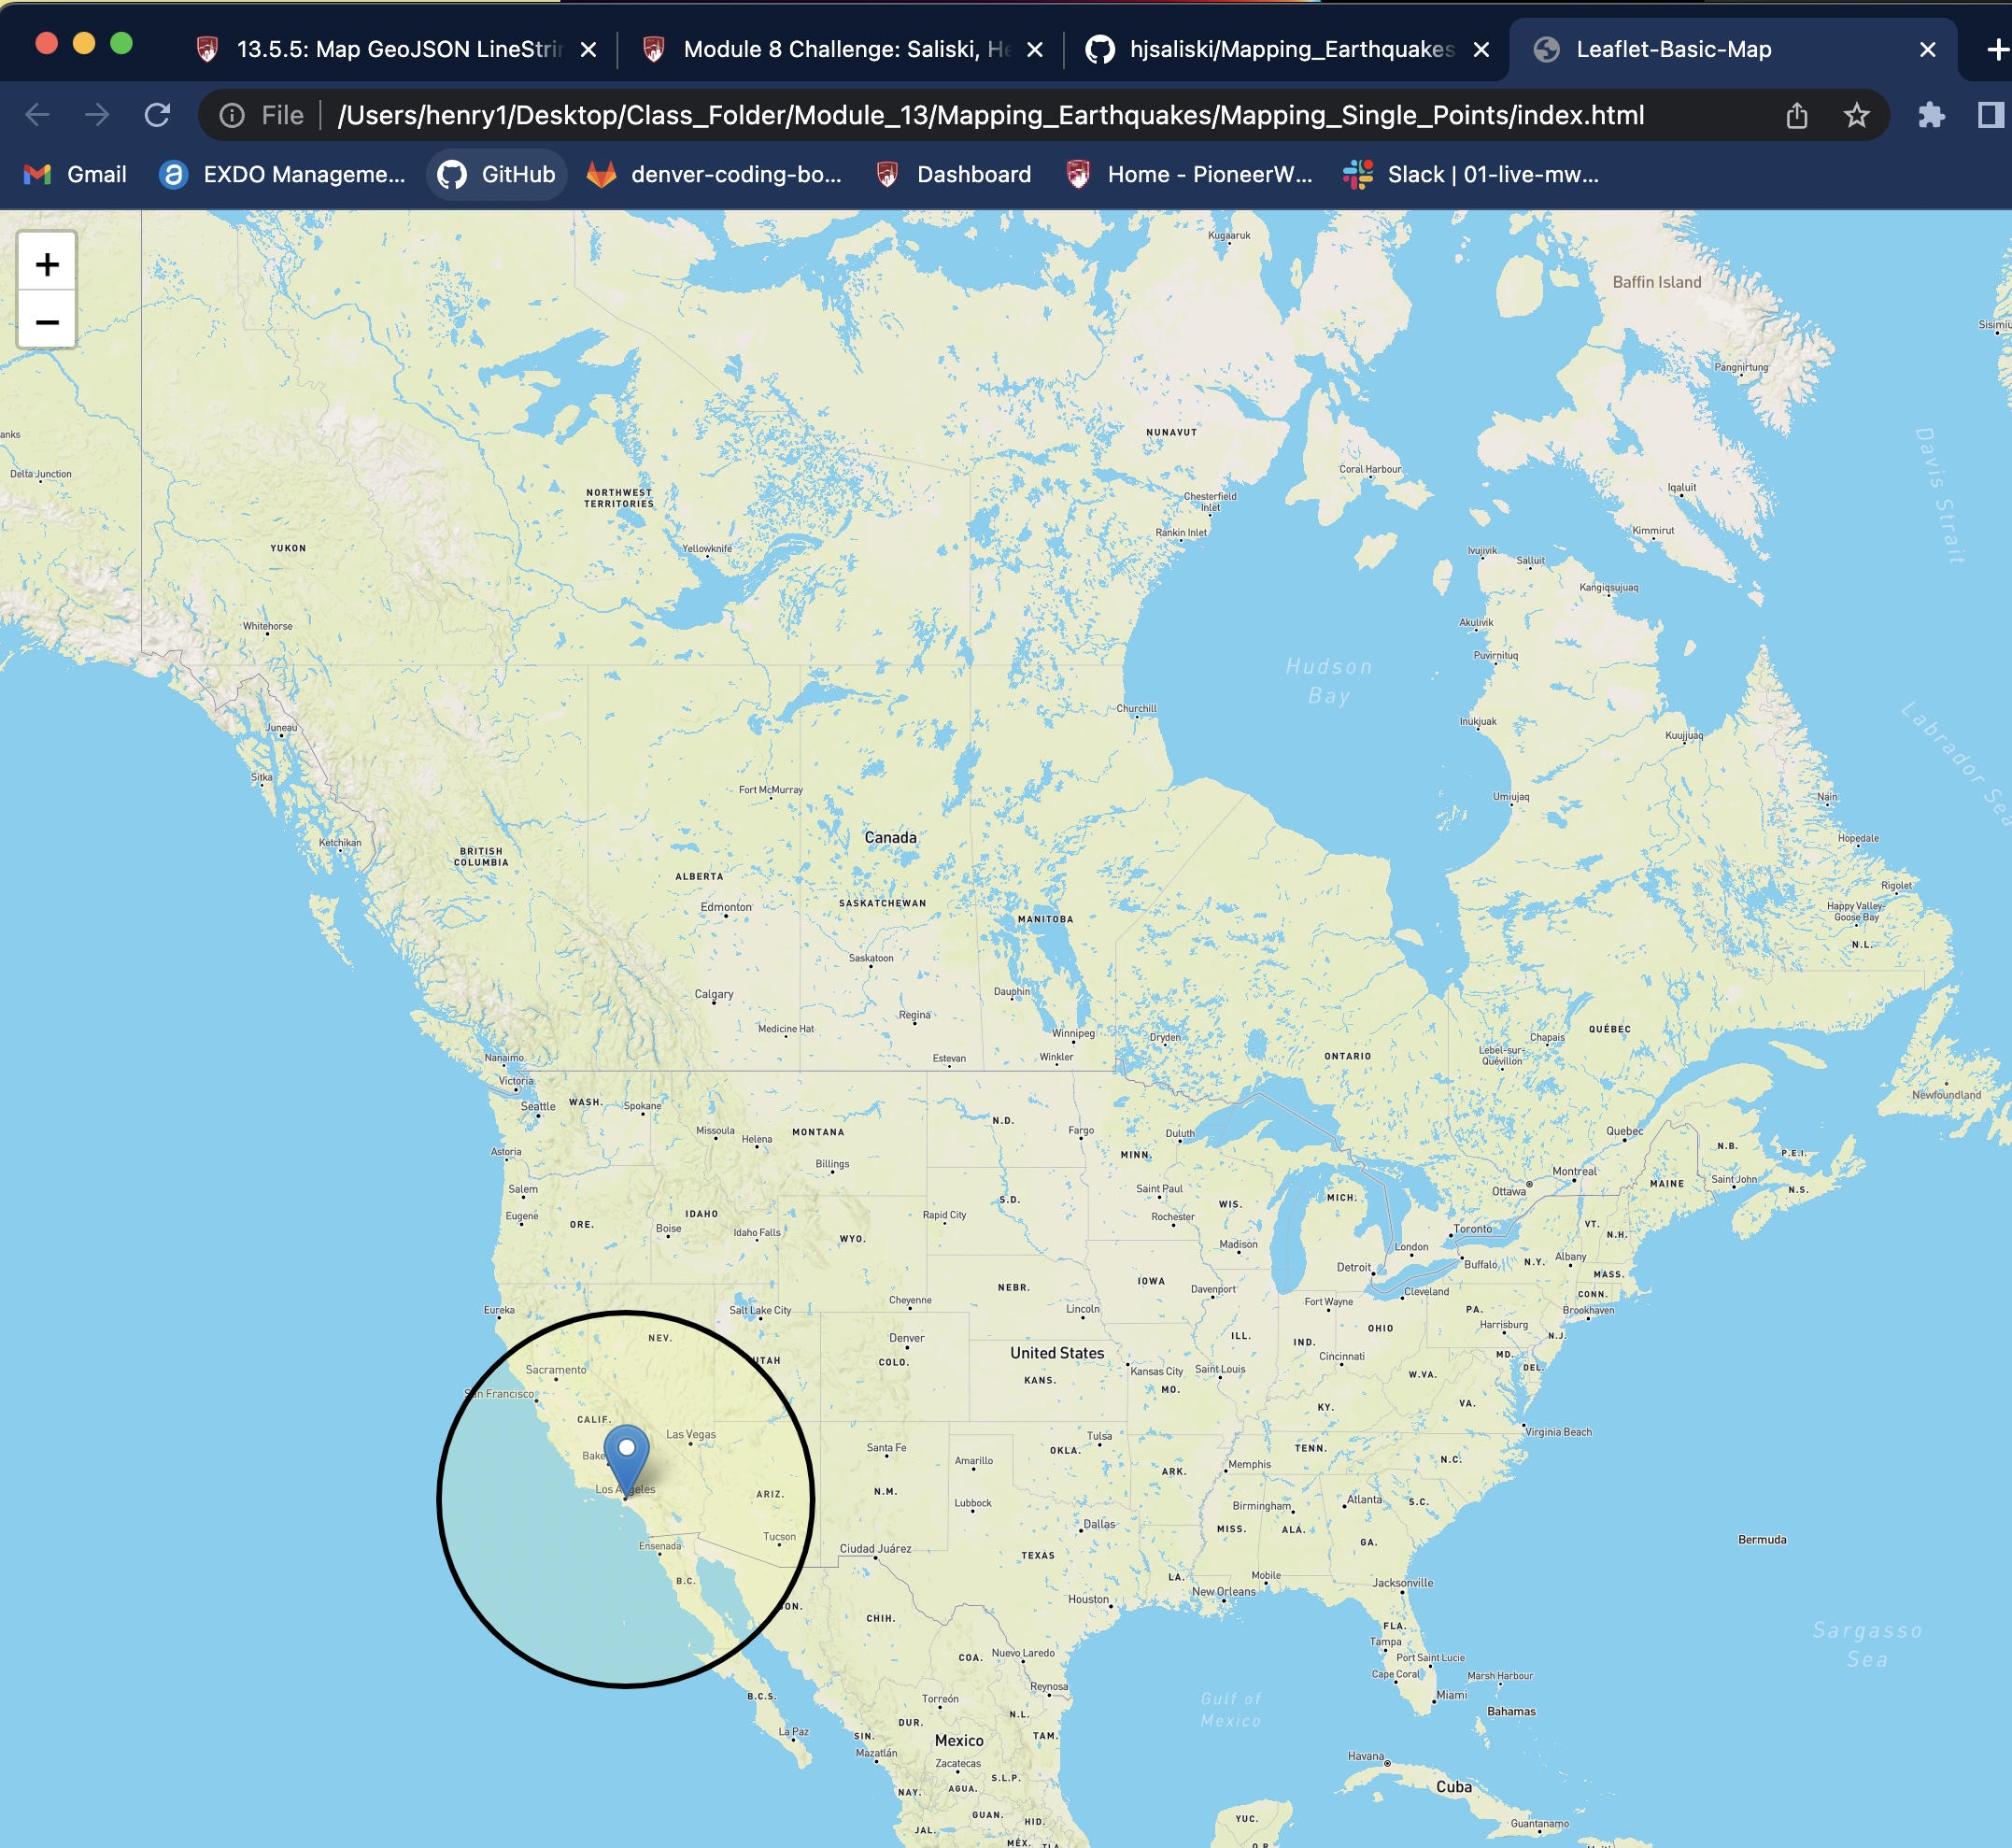 13.5.5: Map GeoJSON LineStrin
Module 8 Challenge: Saliski, He
hjsaliski/Mapping_Earthquakes
Leaflet-Basic-Map
File
/Users/henry1/Desktop/Class_Folder/Module_13/Mapping_Earthquakes/Mapping_Single_Points/index.html
Gmail
EXDO Manageme...
GitHub
denver-coding-bo...
Dashboard
Home - PioneerW...
Slack | 01-live-mw...
+
−
Kugaaruk
Baffin Island
Sisimiu
Pangnirtung
anks
Delta Junction
NUNAVUT
Coral Harbour
Davis Strait
NORTHWEST
TERRITORIES
Chesterfield
Inlet
Iqaluit
Rankin Inlet
Kimmirut
YUKON
Yellowknife
Ivujivik
Salluit
Kangiqsujuaq
Whitehorse
Akulivik
Puvirnituq
Hudson
Bay
Churchill
Inukjuak
Kuujjuaq
Labrador Sea
Juneau
Sitka
Fort McMurray
Umiujaq
Nain
Ketchikan
Canada
Hopedale
BRITISH
COLUMBIA
ALBERTA
Rigolet
Edmonton
SASKATCHEWAN
MANITOBA
Happy Valley-
Goose Bay
N.L.
Saskatoon
Calgary
Dauphin
Medicine Hat
Regina
Winnipeg
Dryden
Chapais
QUÉBEC
Nanaimo
Estevan
Winkler
ONTARIO
Lebel-sur-
Quévillon
Victoria
Newfoundland
Seattle
WASH.
Spokane
Missoula
Helena
MONTANA
N.D.
Fargo
Duluth
Quebec
N.B.
P.E.I.
Astoria
Billings
MINN.
Montreal
Ottawa
MAINE
Saint John
N.S.
Salem
S.D.
Saint Paul
WIS.
MICH.
Eugene
ORE.
IDAHO
Boise
Idaho Falls
WYO.
Rapid City
Rochester
Madison
Toronto
London
VT.
N.H.
Detroit
Buffalo
N.Y.
Albany
MASS.
NEBR.
IOWA
Cleveland
CONN.
Eureka
Salt Lake City
Cheyenne
Lincoln
Davenport
Fort Wayne
PA.
Brookhaven
Harrisburg
N.J.
NEV.
Denver
ILL.
IND.
OHIO
UTAH
COLO.
United States
MD.
DEL.
Sacramento
KANS.
Kansas City
Saint Louis
Cincinnati
W.VA.
San Francisco
MO.
KY.
VA.
CALIF.
Las Vegas
Santa Fe
OKLA.
Tulsa
TENN.
Virginia Beach
Bake
Amarillo
ARK.
Memphis
N.C.
Los Angeles
ARIZ.
N.M.
Lubbock
Birmingham
Atlanta
S.C.
Tucson
Dallas
MISS.
ALA.
GA.
Bermuda
Ensenada
Ciudad Juárez
TEXAS
B.C.
LA.
Mobile
Jacksonville
New Orleans
Houston
SON.
CHIH.
FLA.
Sargasso
Sea
COA.
Nuevo Laredo
Tampa
Port Saint Lucie
Cape Coral
Marsh Harbour
Reynosa
B.C.S.
Torreón
N.L.
Gulf of
Mexico
Miami
Bahamas
La Paz
DUR.
SIN.
Mexico
TAM.
Mazatlán
Zacatecas
Havana
S.L.P.
NAY.
AGUA.
Cuba
GUAN.
YUC.
JAL.
HID.
Guantanamo
MÉX.